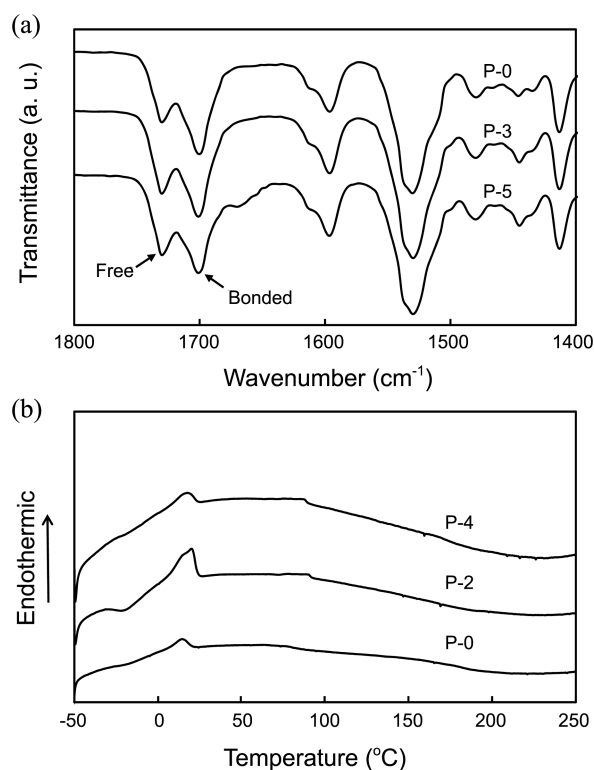 (a)
Transmittance (a. u.)
P-0
P-3
P-5
Free
Bonded
1800 1700 1600 1500 1400
Wavenumber (cm⁻¹)
(b)
Endothermic
P-4
P-2
P-0
-50 0 50 100 150 200 250
Temperature (°C)